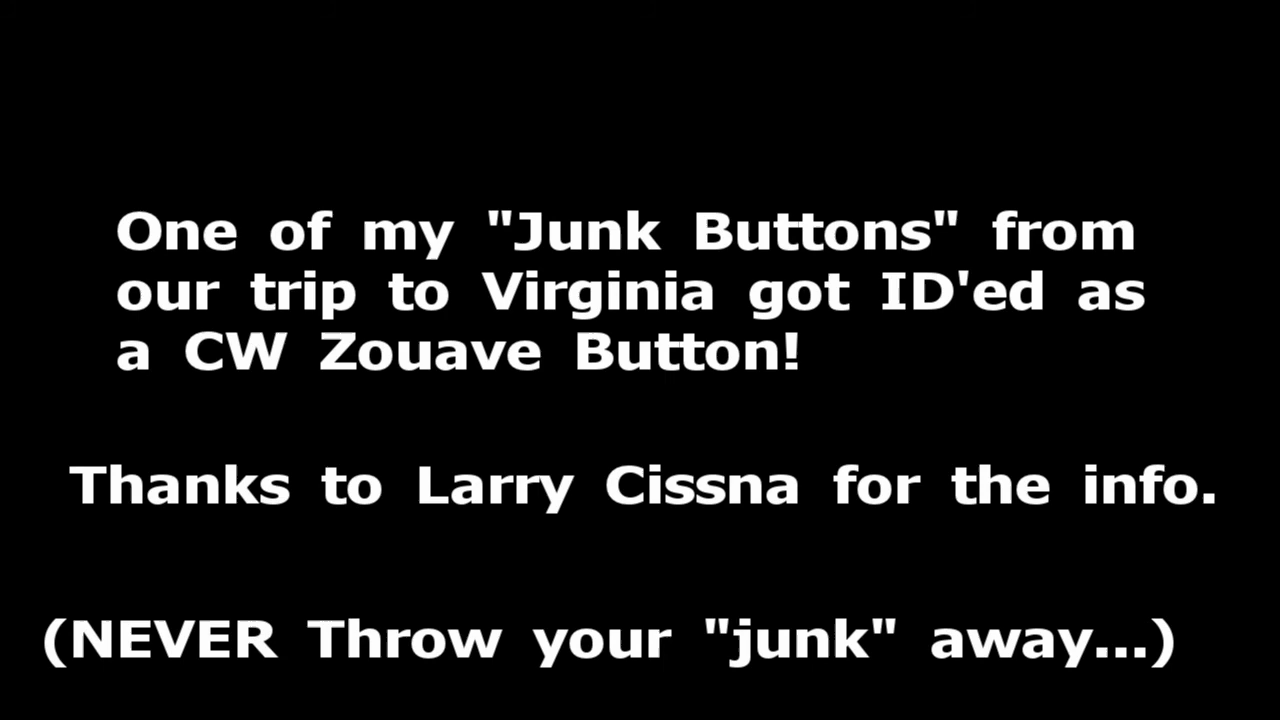 One of my "Junk Buttons" from
our trip to Virginia got ID'ed as
a CW Zouave Button!
Thanks to Larry Cissna for the info.
(NEVER Throw your "junk" away...)